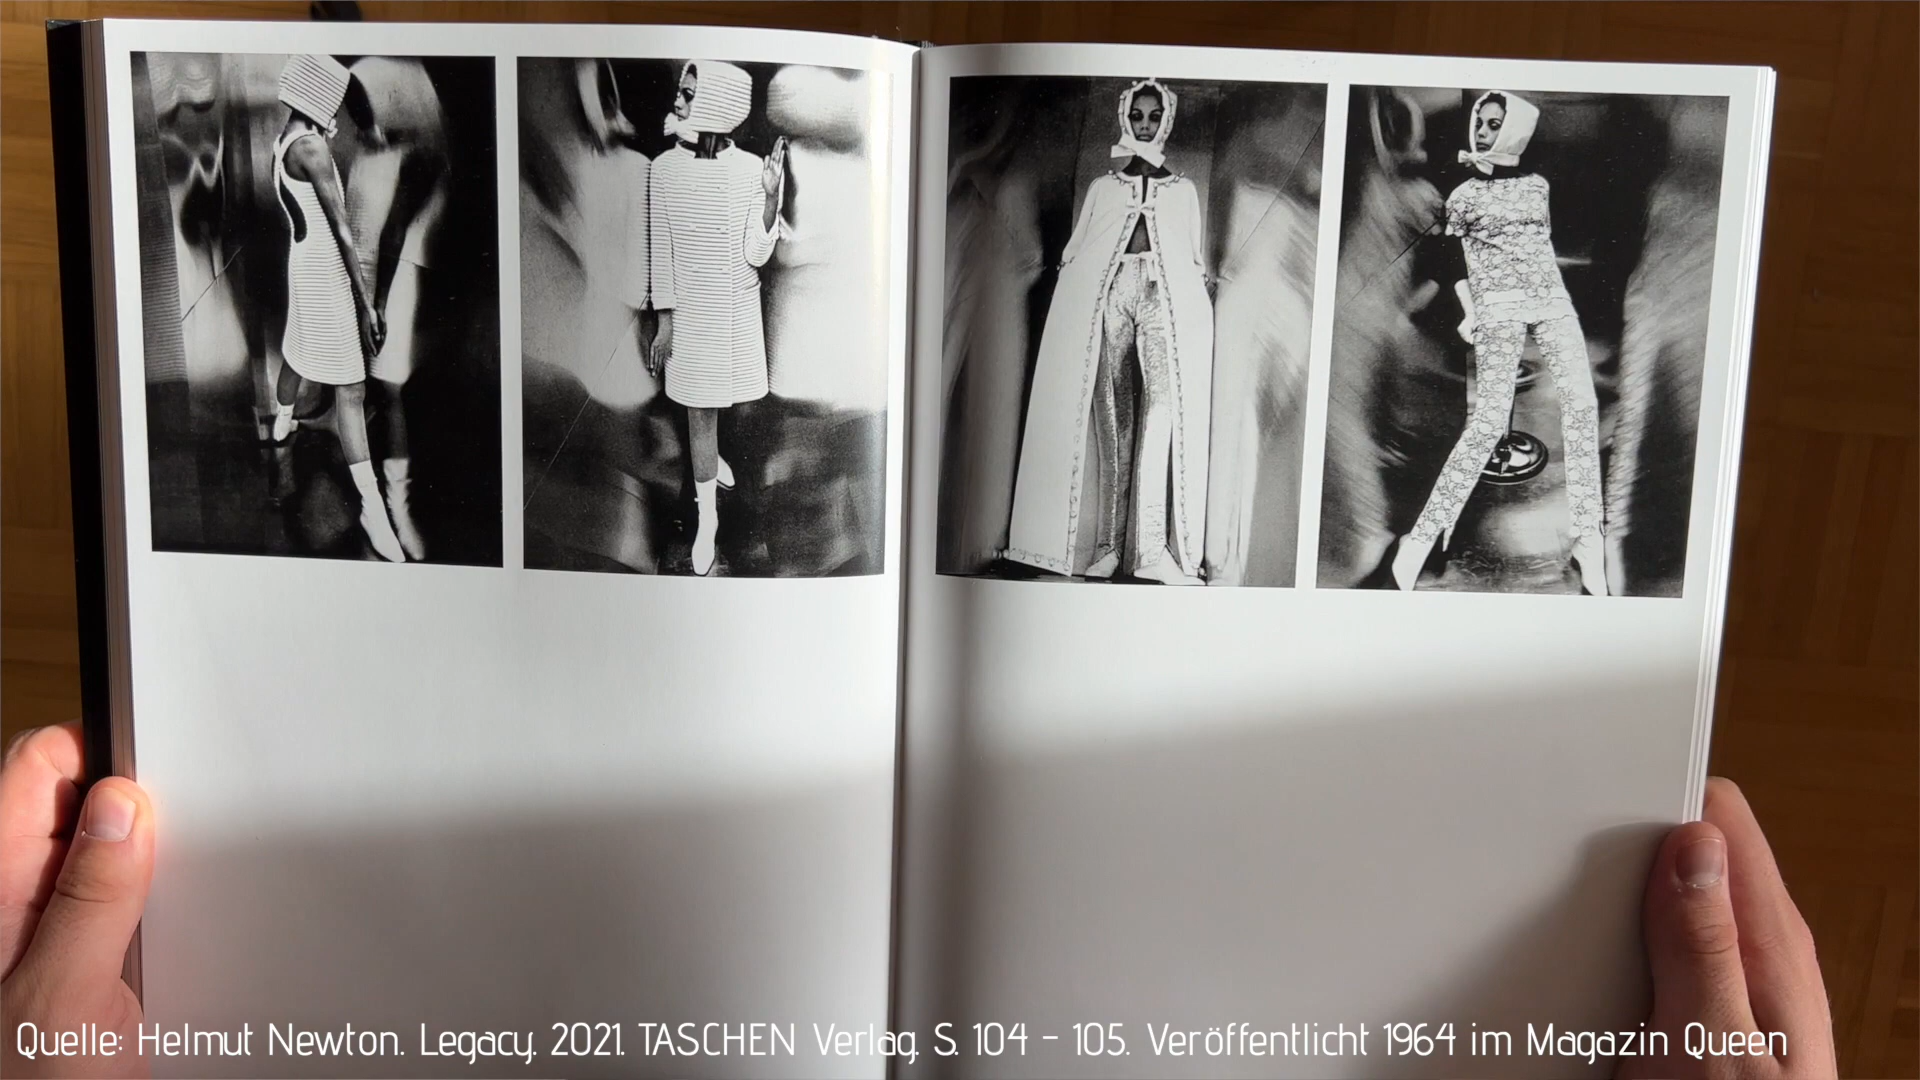 Quelle: Helmut Newton. Legacy. 2021. TASCHEN Verlag. S. 104 - 105. Veröffentlicht 1964 im Magazin Queen